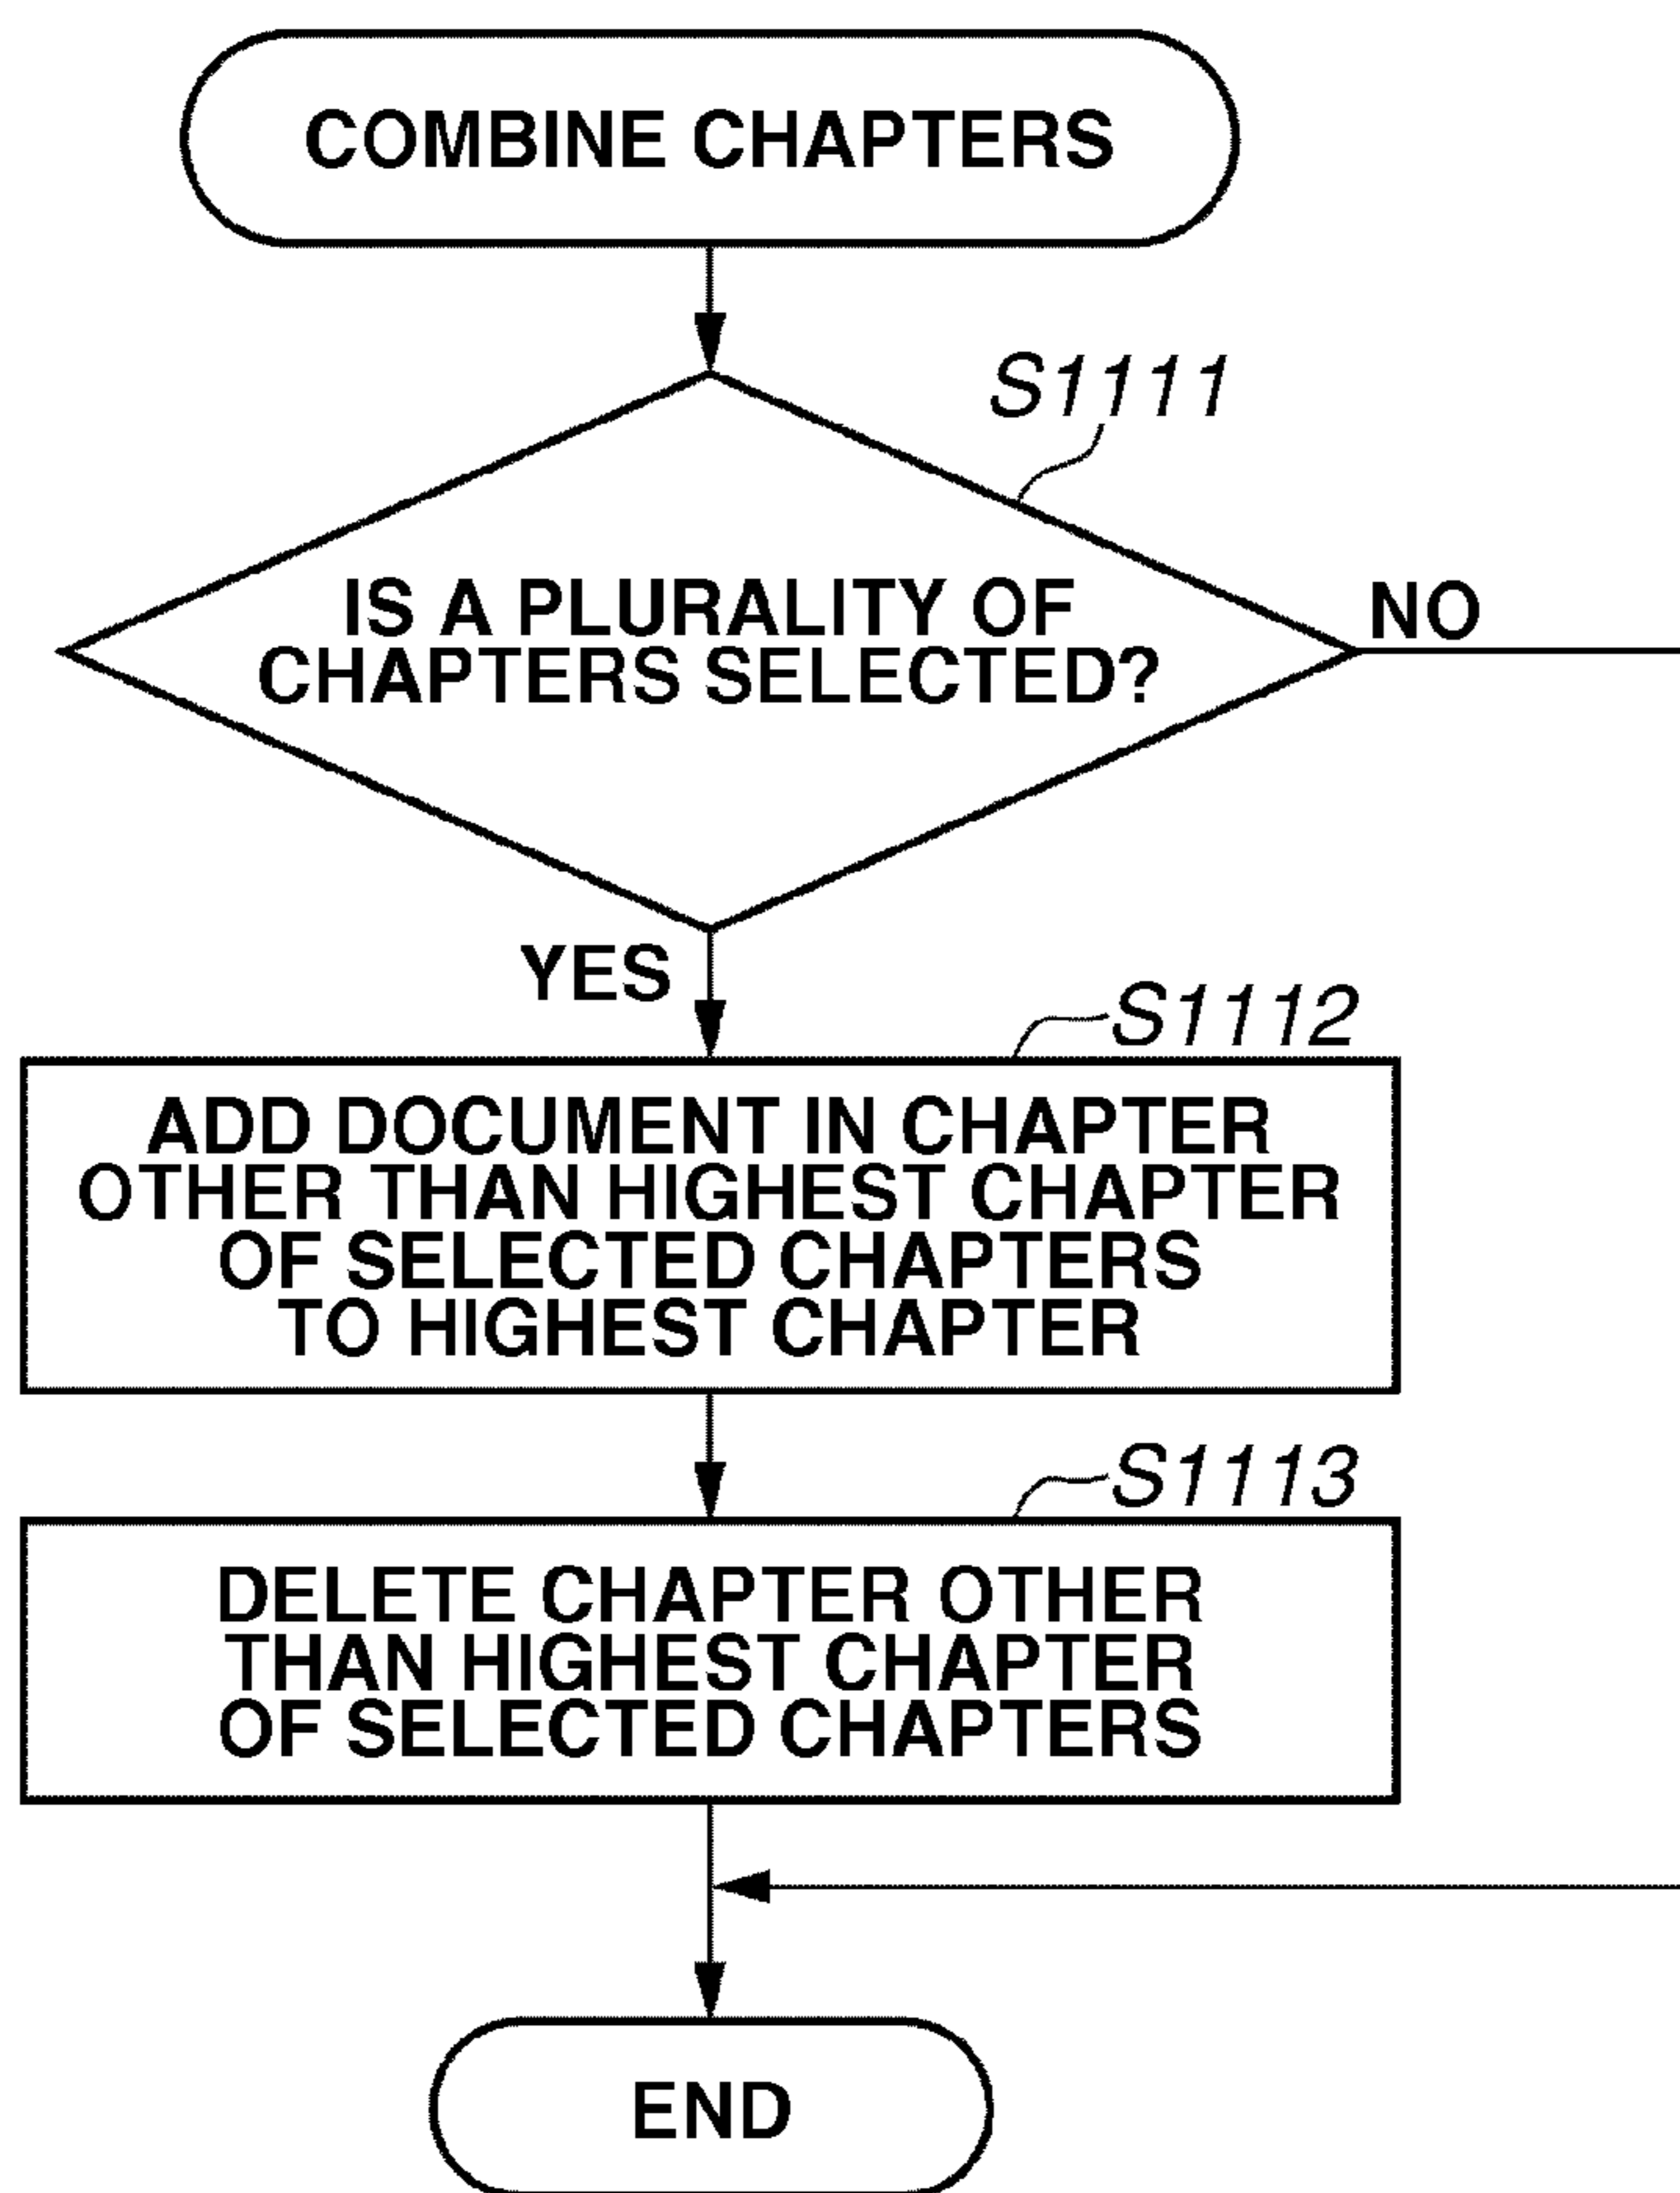 COMBINE CHAPTERS
S1111
IS A PLURALITY OF
CHAPTERS SELECTED?
NO
YES
S1112
ADD DOCUMENT IN CHAPTER
OTHER THAN HIGHEST CHAPTER
OF SELECTED CHAPTERS
TO HIGHEST CHAPTER
S1113
DELETE CHAPTER OTHER
THAN HIGHEST CHAPTER
OF SELECTED CHAPTERS
END